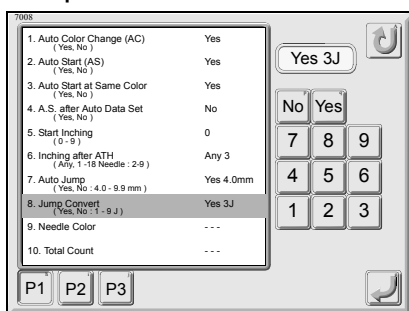 7008
1. Auto Color Change (AC) Yes
( Yes, No )
2. Auto Start (AS) Yes
( Yes, No )
3. Auto Start at Same Color Yes
( Yes, No )
4. A.S. after Auto Data Set No
( Yes, No )
5. Start Inching 0
( 0 - 9 )
6. Inching after ATH Any 3
( Any, 1 -18 Needle : 2-9 )
7. Auto Jump Yes 4.0mm
( Yes, No : 4.0 - 9.9 mm )
8. Jump Convert Yes 3J
( Yes, No : 1 - 9 J )
9. Needle Color - - -
10. Total Count - - -
Yes 3J
No Yes
7 8 9
4 5 6
1 2 3
P1 P2 P3